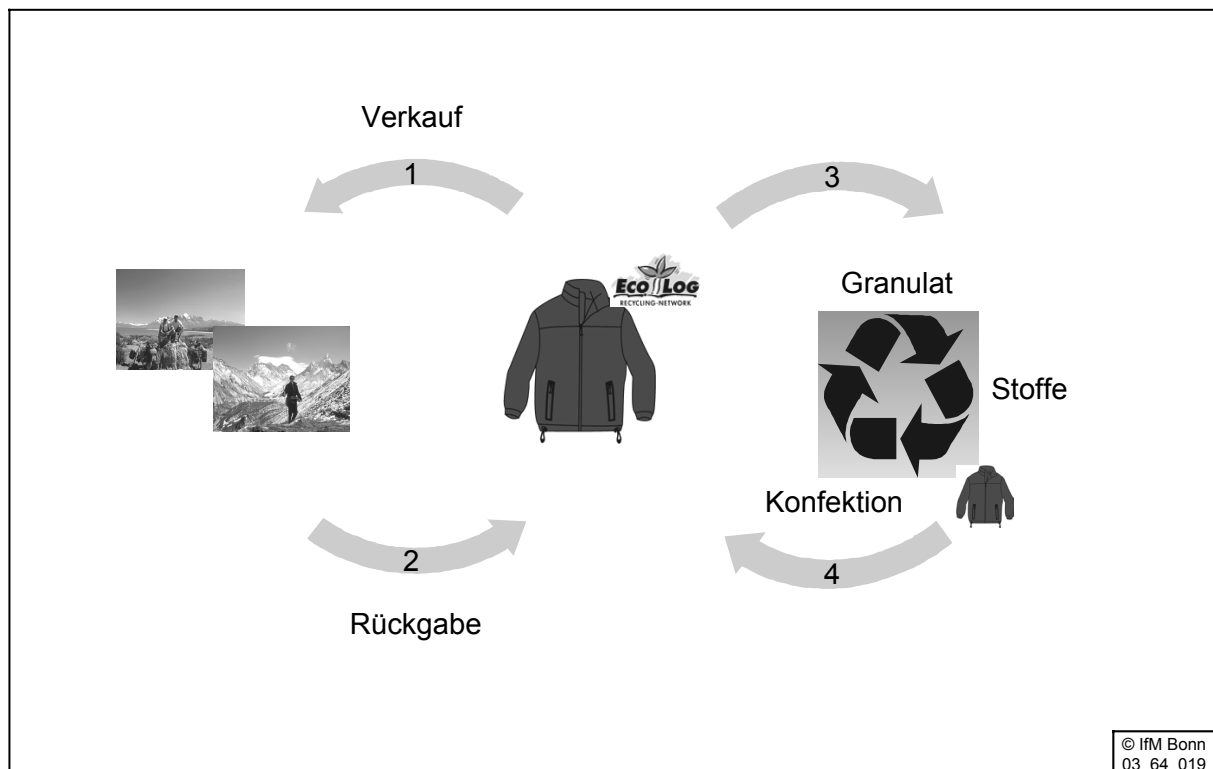 Verkauf
1
3
ECO LOG
RECYCLING-NETWORK
Granulat
Stoffe
Konfektion
2
4
Rückgabe
© IfM Bonn
03 64 019